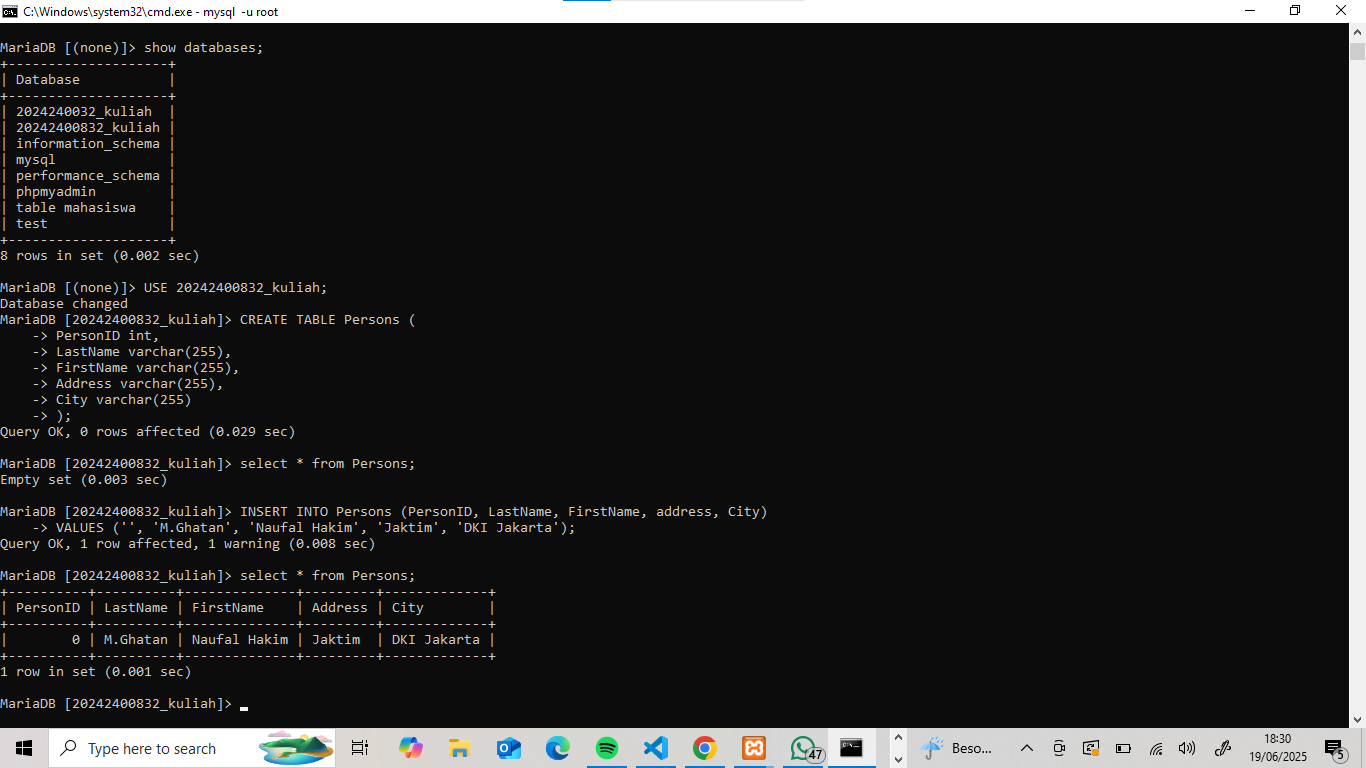 C:\Windows\system32\cmd.exe - mysql  -u root
MariaDB [(none)]> show databases;
+--------------------+
| Database           |
+--------------------+
| 2024240032_kuliah  |
| 20242400832_kuliah |
| information_schema |
| mysql              |
| performance_schema |
| phpmyadmin         |
| table mahasiswa    |
| test               |
+--------------------+
8 rows in set (0.002 sec)
MariaDB [(none)]> USE 20242400832_kuliah;
Database changed
MariaDB [20242400832_kuliah]> CREATE TABLE Persons (
    -> PersonID int,
    -> LastName varchar(255),
    -> FirstName varchar(255),
    -> Address varchar(255),
    -> City varchar(255)
    -> );
Query OK, 0 rows affected (0.029 sec)
MariaDB [20242400832_kuliah]> select * from Persons;
Empty set (0.003 sec)
MariaDB [20242400832_kuliah]> INSERT INTO Persons (PersonID, LastName, FirstName, address, City)
    -> VALUES ('', 'M.Ghatan', 'Naufal Hakim', 'Jaktim', 'DKI Jakarta');
Query OK, 1 row affected, 1 warning (0.008 sec)
MariaDB [20242400832_kuliah]> select * from Persons;
+----------+----------+--------------+---------+-------------+
| PersonID | LastName | FirstName    | Address | City        |
+----------+----------+--------------+---------+-------------+
|        0 | M.Ghatan | Naufal Hakim | Jaktim  | DKI Jakarta |
+----------+----------+--------------+---------+-------------+
1 row in set (0.001 sec)
MariaDB [20242400832_kuliah]>
Type here to search
47
Beso...
18:30
19/06/2025
5